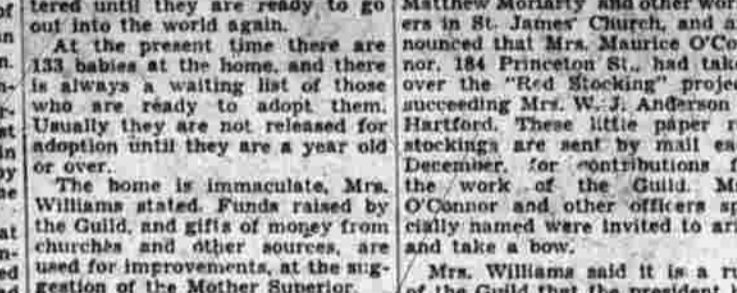 tered until they are ready to go
out into the world again.
At the present time there are
133 babies at the home, and there
is always a waiting list of those
who are ready to adopt them.
Usually they are not released for
adoption until they are a year old
or over.
The home is immaculate, Mrs.
Williams stated. Funds raised by
the Guild, and gifts of money from
churches and other sources, are
used for improvements, at the sug-
gestion of the Mother Superior.
Matthew Moriarty and other wor
ers in St. James' Church, and a
nounced that Mrs. Maurice O'Co
nor, 184 Princeton St., had tak
over the "Red Stocking" proje
succeeding Mrs. W. J. Anderson
Hartford. These little paper r
stockings are sent by mail ea
December, for contributions f
the work of the Guild. M
O'Connor and other officers sp
cially named were invited to ari
and take a bow.
Mrs. Williams said it is a ru
of the Guild that the president